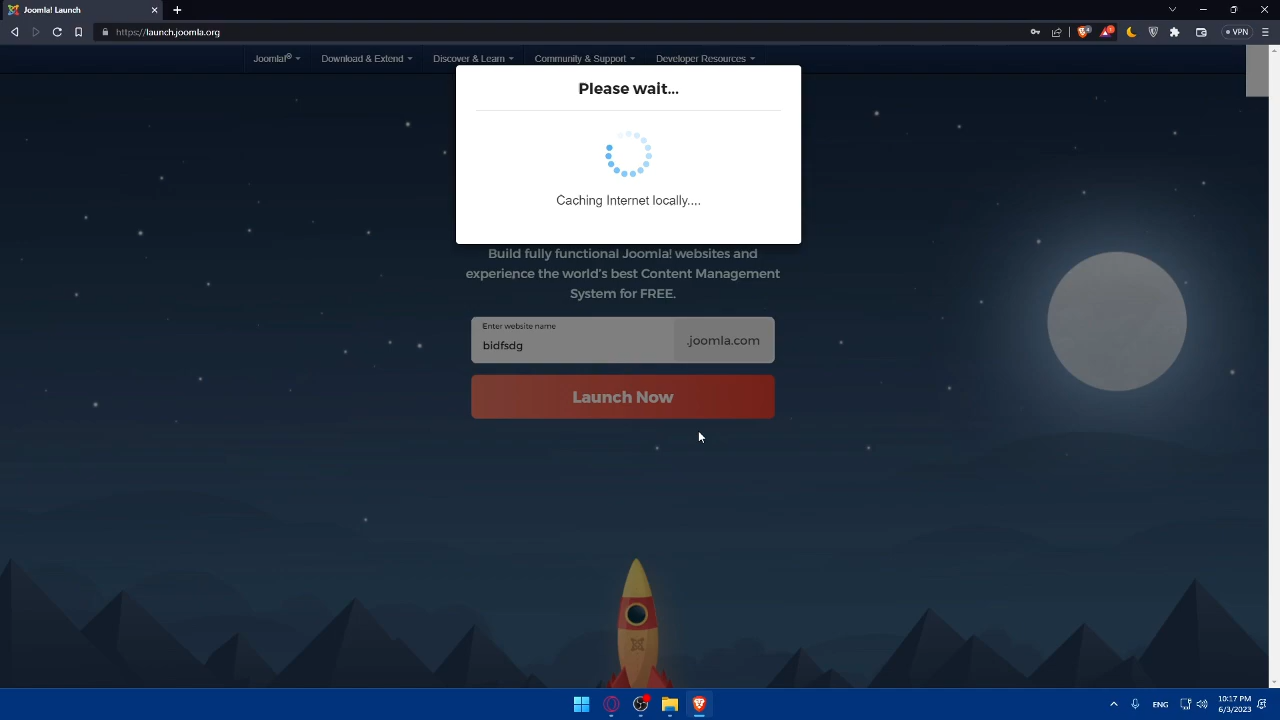 Joomla! Launch
https://launch.joomla.org
VPN
Joomla!® Download & Extend Discover & Learn Community & Support Developer Resources
Please wait...
Caching Internet locally....
Build fully functional Joomla! websites and
experience the world's best Content Management
System for FREE.
Enter website name
bidfsdg
.joomla.com
Launch Now
ENG
10:17 PM
6/3/2023